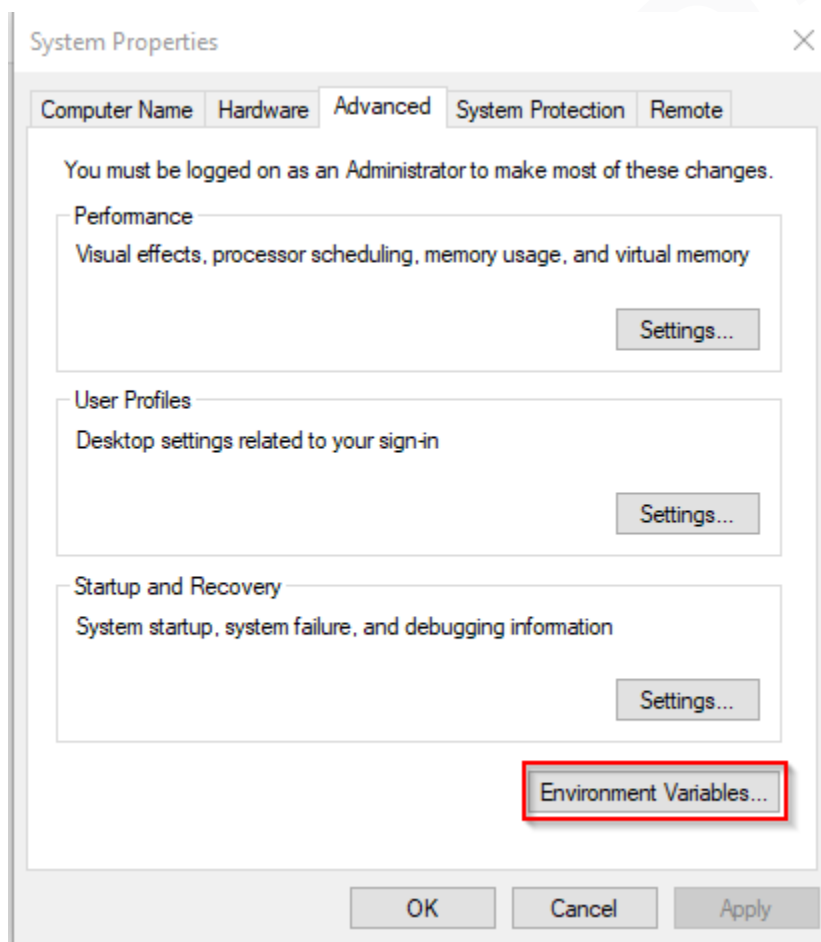 System Properties
Computer Name Hardware Advanced System Protection Remote
You must be logged on as an Administrator to make most of these changes.
Performance
Visual effects, processor scheduling, memory usage, and virtual memory
Settings...
User Profiles
Desktop settings related to your sign-in
Settings...
Startup and Recovery
System startup, system failure, and debugging information
Settings...
Environment Variables...
OK Cancel Apply